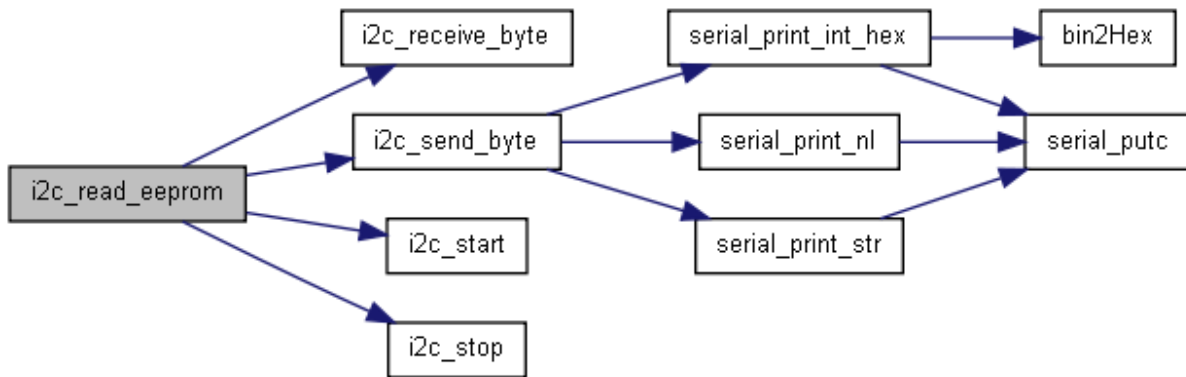 i2c_receive_byte
serial_print_int_hex
bin2Hex
i2c_send_byte
serial_print_nl
serial_putc
i2c_read_eeprom
i2c_start
serial_print_str
i2c_stop